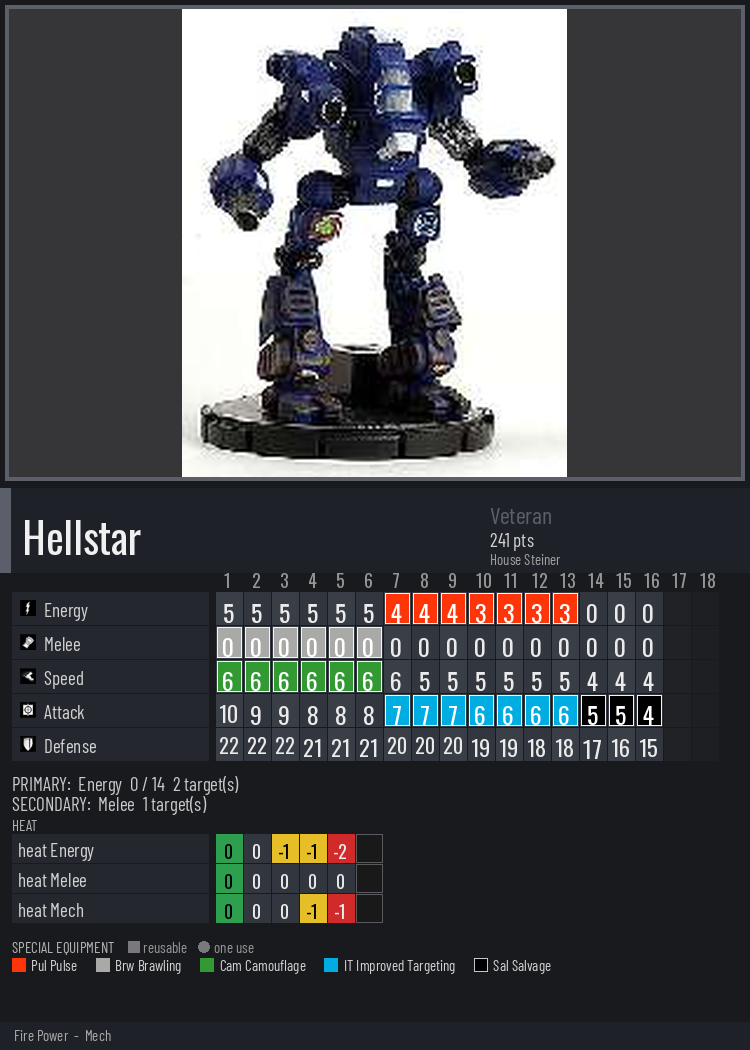 Hellstar
Veteran
241 pts
House Steiner
1 2 3 4 5 6 7 8 9 10 11 12 13 14 15 16 17 18
Energy 5 5 5 5 5 5 4 4 4 3 3 3 3 0 0 0
Melee 0 0 0 0 0 0 0 0 0 0 0 0 0 0 0 0
Speed 6 6 6 6 6 6 6 5 5 5 5 5 5 4 4 4
Attack 10 9 9 8 8 8 7 7 7 6 6 6 6 5 5 4
Defense 22 22 22 21 21 21 20 20 20 19 19 18 18 17 16 15
PRIMARY: Energy 0 / 14 2 target(s)
SECONDARY: Melee 1 target(s)
HEAT
heat Energy 0 0 -1 -1 -2
heat Melee 0 0 0 0 0
heat Mech 0 0 0 -1 -1
SPECIAL EQUIPMENT reusable one use
Pul Pulse Brw Brawling Cam Camouflage IT Improved Targeting Sal Salvage
Fire Power - Mech